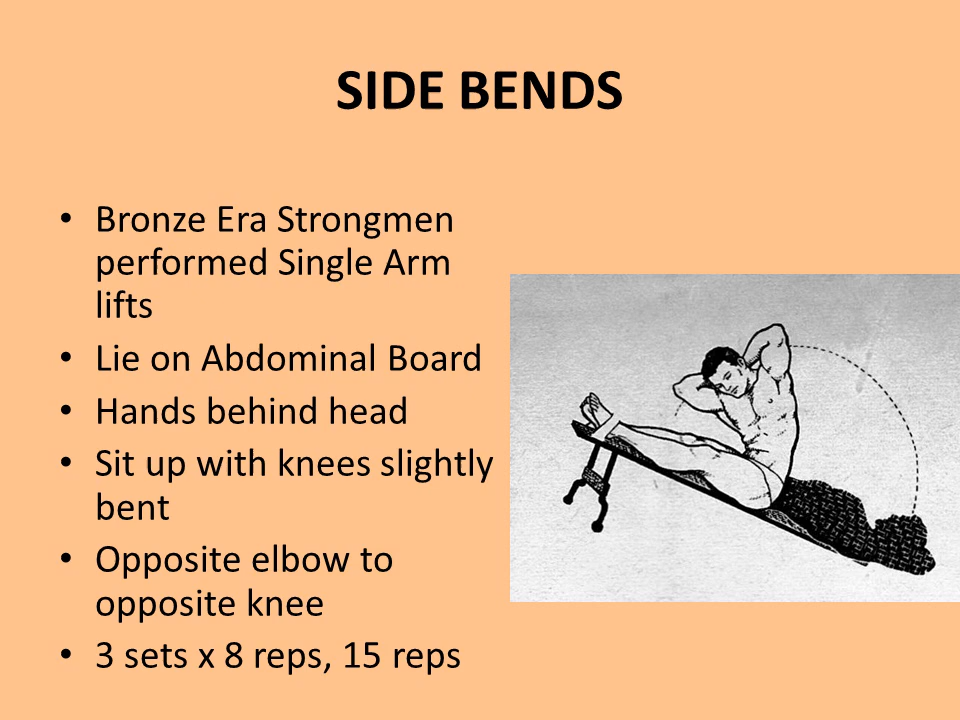 SIDE BENDS
• Bronze Era Strongmen
performed Single Arm
lifts
• Lie on Abdominal Board
• Hands behind head
• Sit up with knees slightly
bent
• Opposite elbow to
opposite knee
• 3 sets x 8 reps, 15 reps